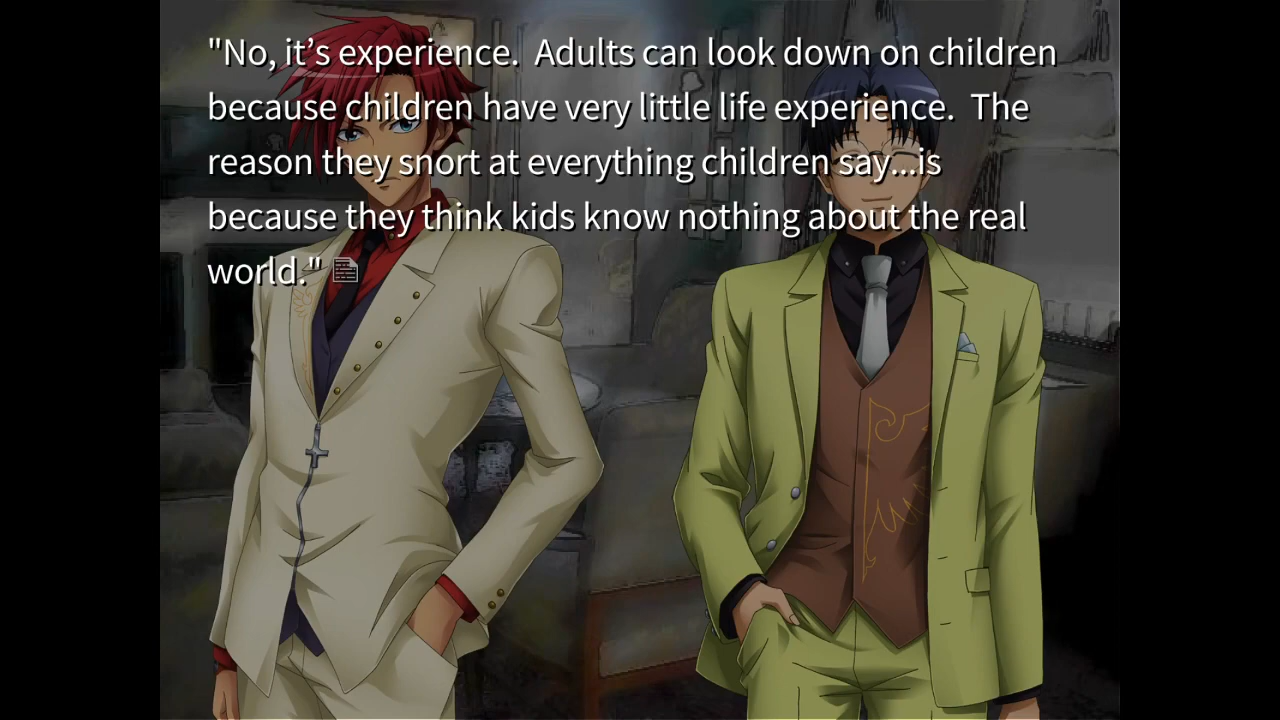 "No, it’s experience.  Adults can look down on children
because children have very little life experience.  The
reason they snort at everything children say...is
because they think kids know nothing about the real
world."